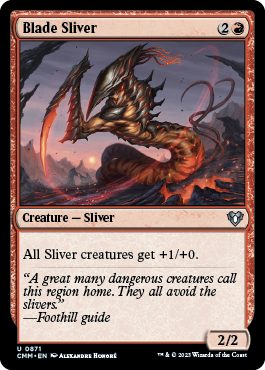 Blade Sliver 2
Creature — Sliver
All Sliver creatures get +1/+0.
“A great many dangerous creatures call
this region home. They all avoid the
slivers.”
—Foothill guide
2/2
U 0871
CMM • EN Alexandre Honoré ™ & © 2023 Wizards of the Coast